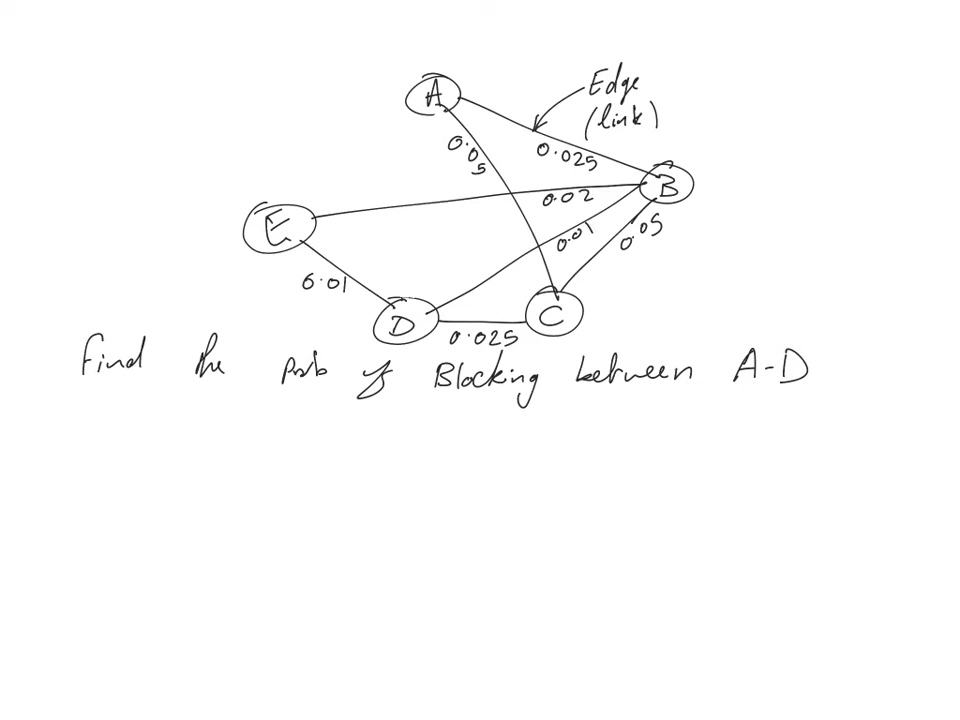 A
Edge
(link)
0.05
0.025
B
0.02
E
0.01
0.05
0.01
D
C
0.025
Find the prob of Blocking between A-D